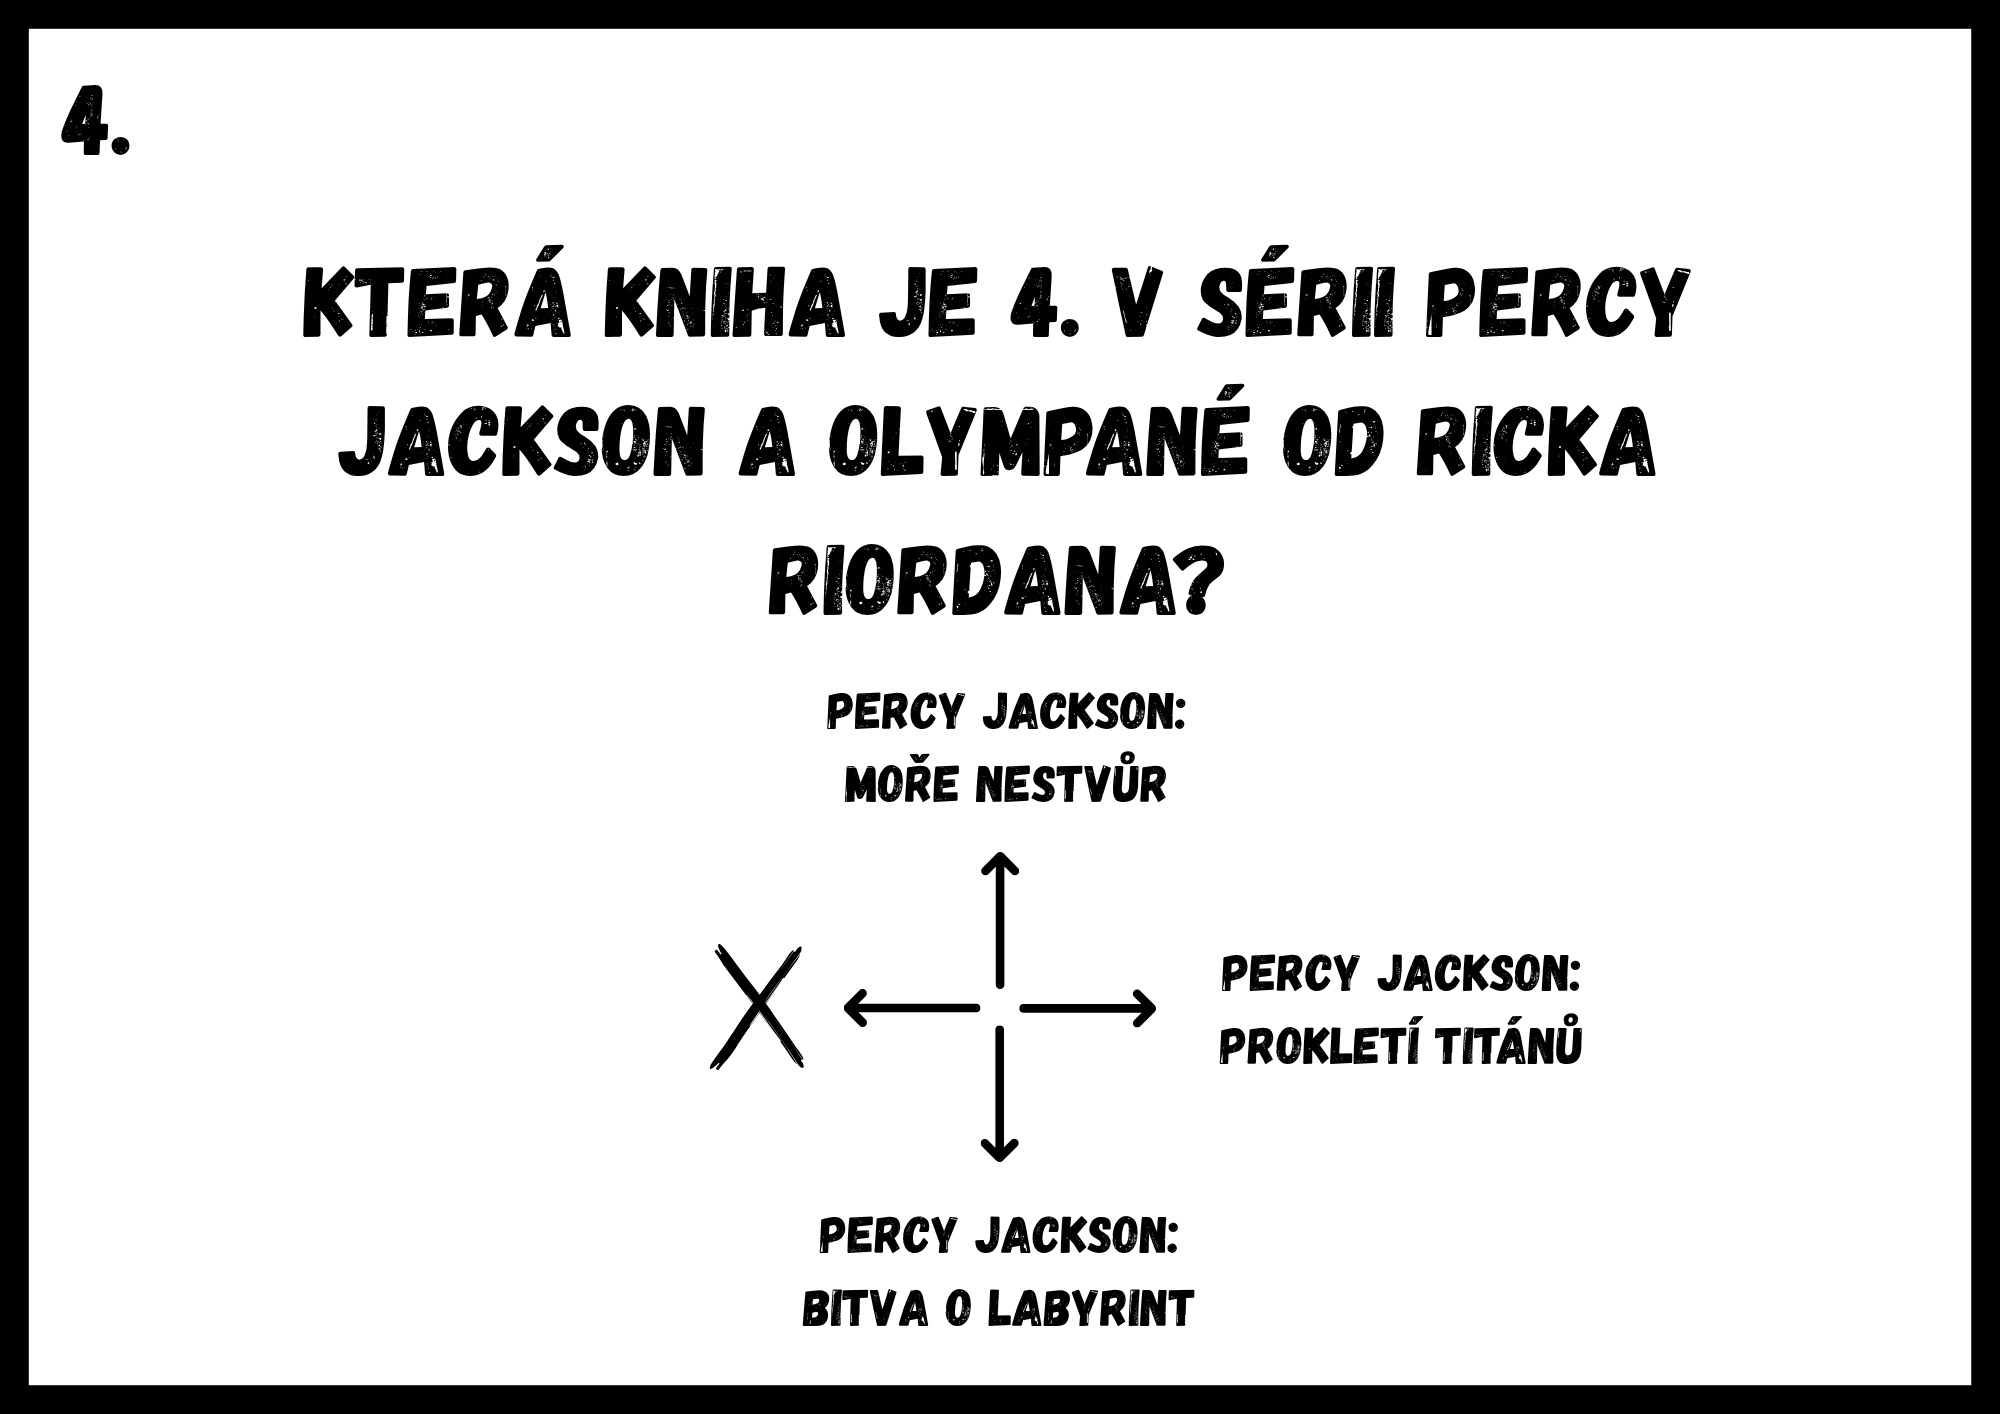 4.
KTERÁ KNIHA JE 4. V SÉRII PERCY
JACKSON A OLYMPANÉ OD RICKA
RIORDANA?
PERCY JACKSON:
MOŘE NESTVŮR
X
PERCY JACKSON:
PROKLETÍ TITÁNŮ
PERCY JACKSON:
BITVA O LABYRINT